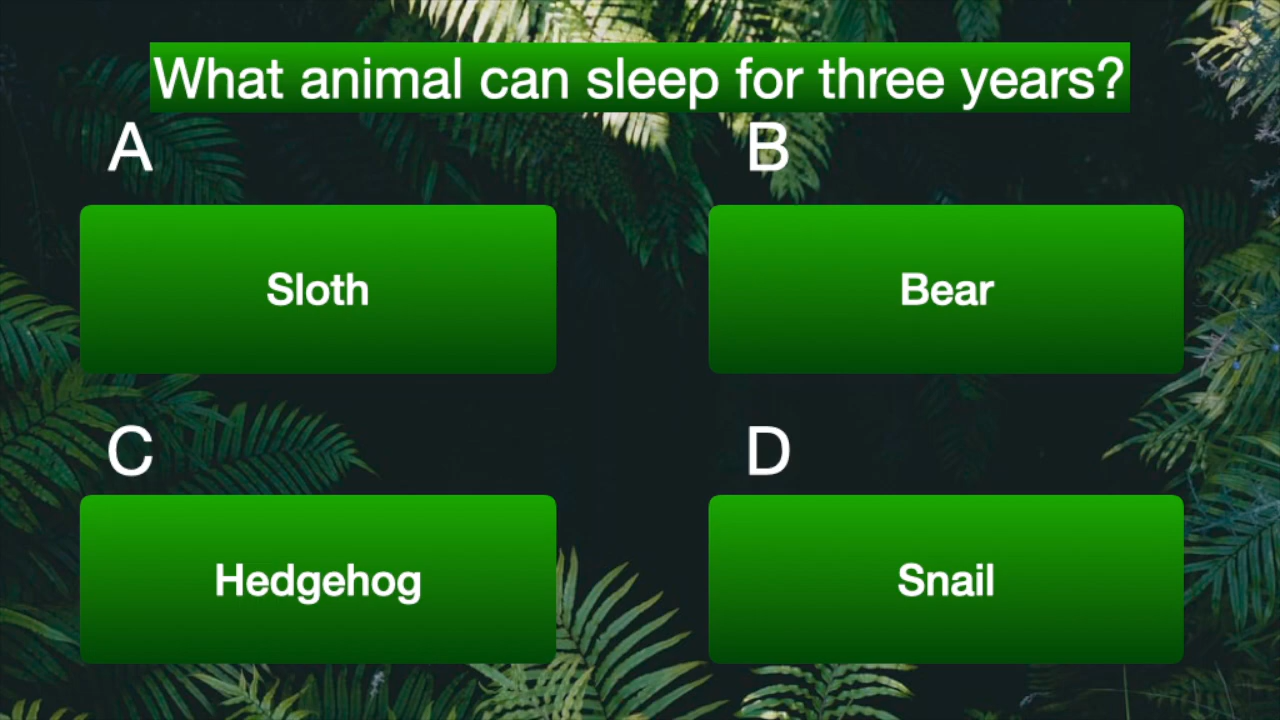 What animal can sleep for three years?
A
B
Sloth
Bear
C
D
Hedgehog
Snail